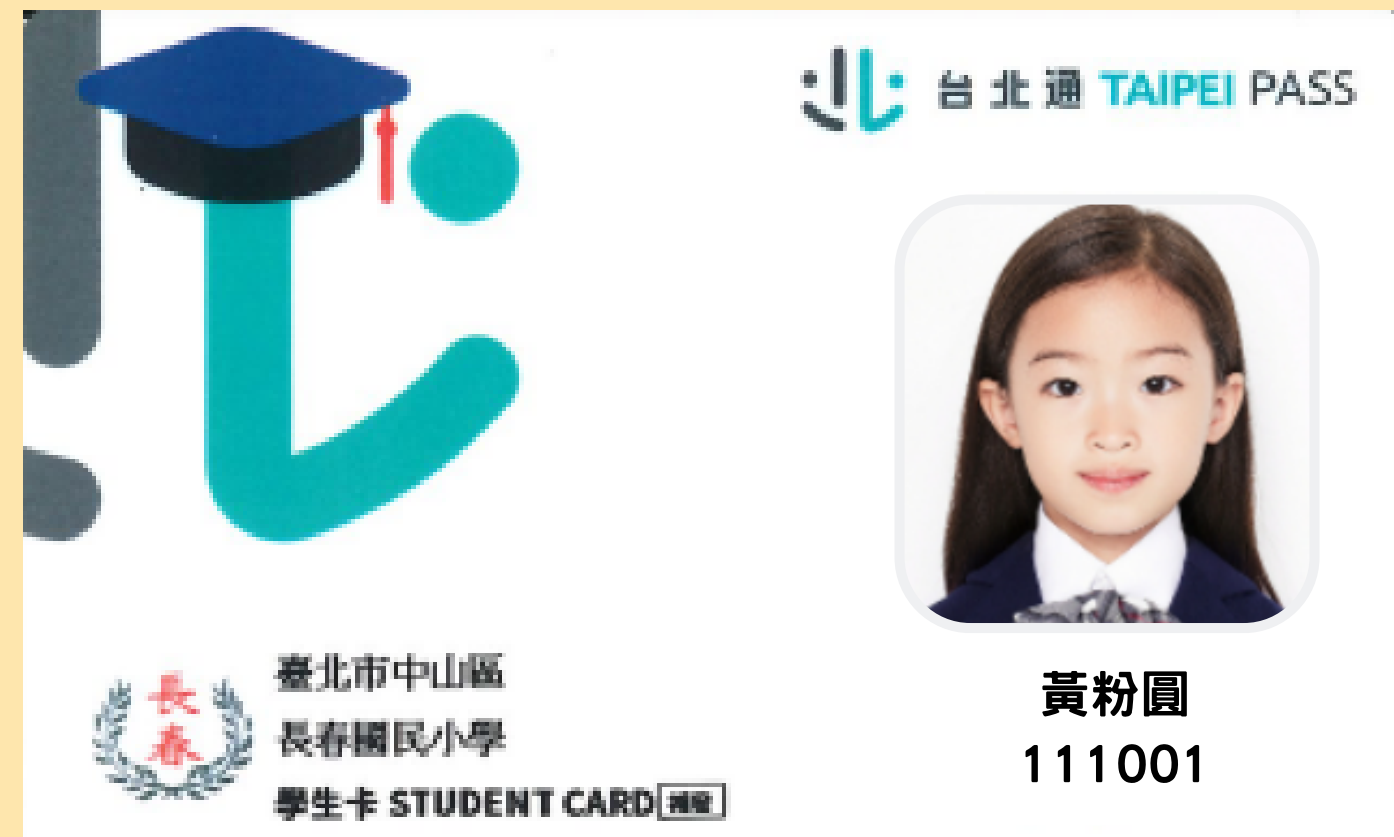 台北通 TAIPEI PASS
長春
臺北市中山區
長春國民小學
學生卡 STUDENT CARD
黃粉圓
111001